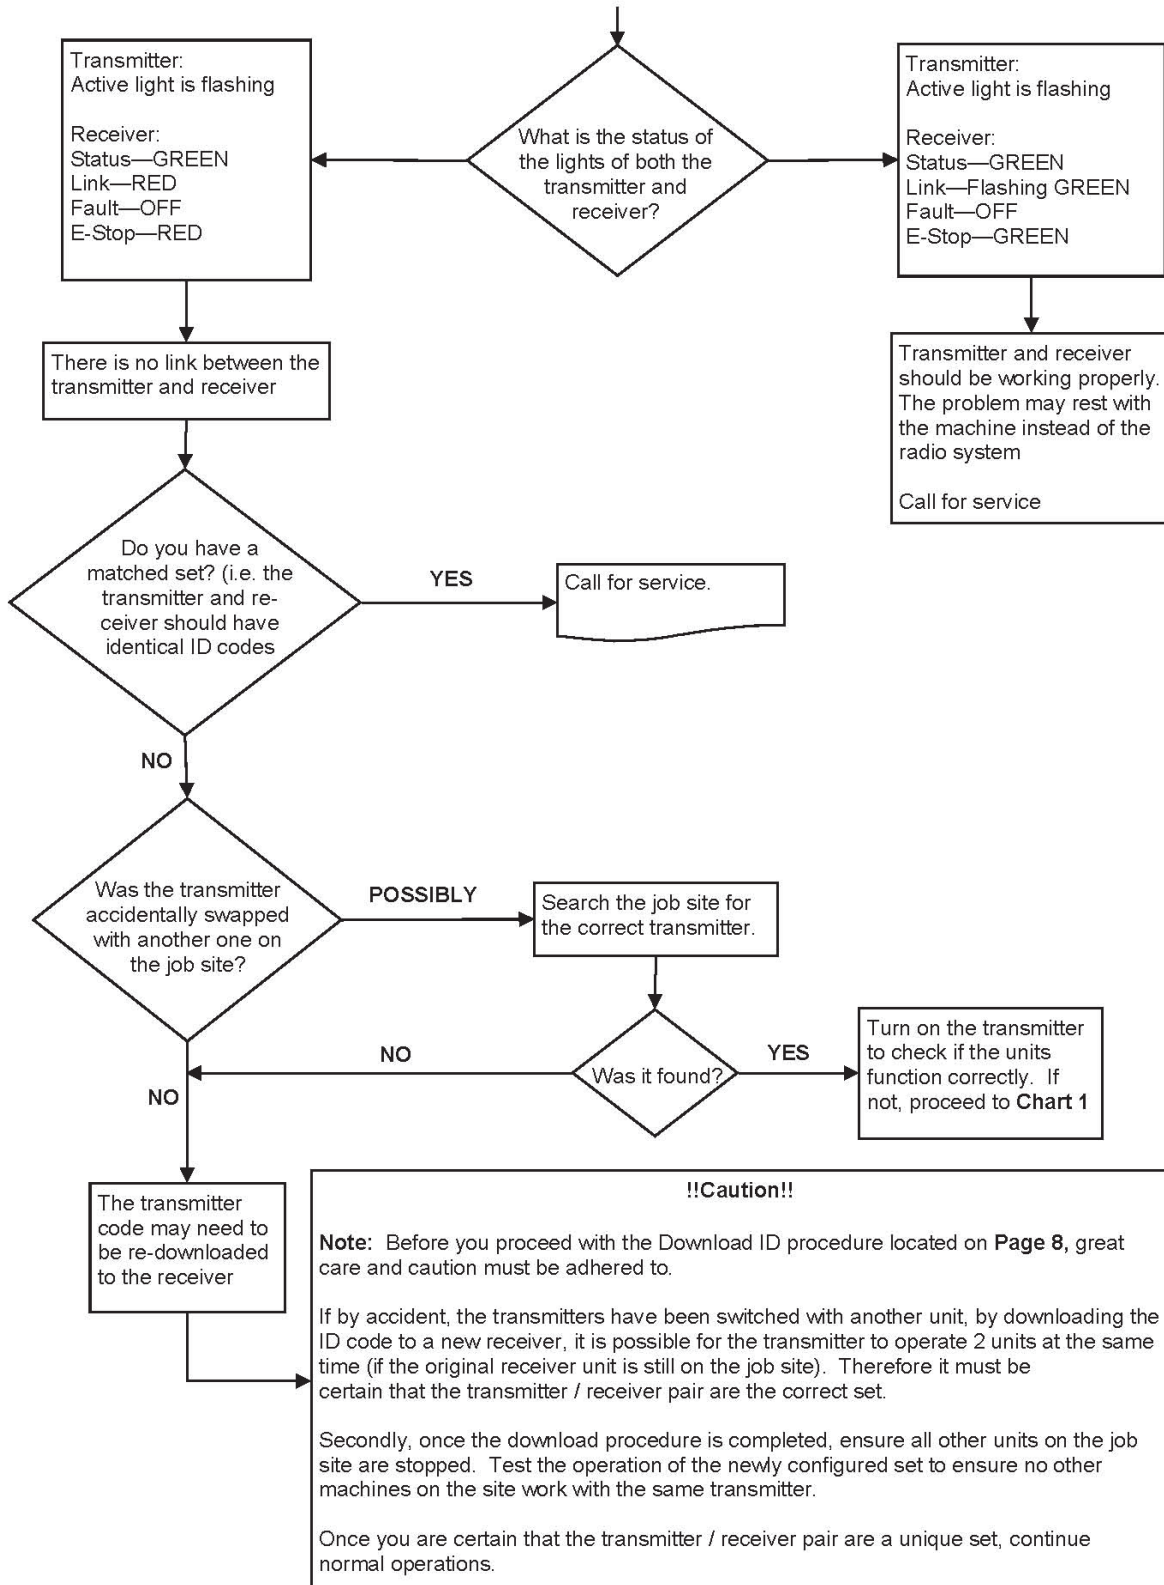 Transmitter:
Active light is flashing
Receiver:
Status—GREEN
Link—RED
Fault—OFF
E-Stop—RED
What is the status of
the lights of both the
transmitter and
receiver?
Transmitter:
Active light is flashing
Receiver:
Status—GREEN
Link—Flashing GREEN
Fault—OFF
E-Stop—GREEN
There is no link between the
transmitter and receiver
Transmitter and receiver
should be working properly.
The problem may rest with
the machine instead of the
radio system
Call for service
Do you have a
matched set? (i.e. the
transmitter and re-
ceiver should have
identical ID codes
YES
Call for service.
NO
Was the transmitter
accidentally swapped
with another one on
the job site?
POSSIBLY
Search the job site for
the correct transmitter.
Was it found?
NO
YES
Turn on the transmitter
to check if the units
function correctly.  If
not, proceed to Chart 1
NO
The transmitter
code may need to
be re-downloaded
to the receiver
!!Caution!!
Note:  Before you proceed with the Download ID procedure located on Page 8, great
care and caution must be adhered to.
If by accident, the transmitters have been switched with another unit, by downloading the
ID code to a new receiver, it is possible for the transmitter to operate 2 units at the same
time (if the original receiver unit is still on the job site).  Therefore it must be
certain that the transmitter / receiver pair are the correct set.
Secondly, once the download procedure is completed, ensure all other units on the job
site are stopped.  Test the operation of the newly configured set to ensure no other
machines on the site work with the same transmitter.
Once you are certain that the transmitter / receiver pair are a unique set, continue
normal operations.